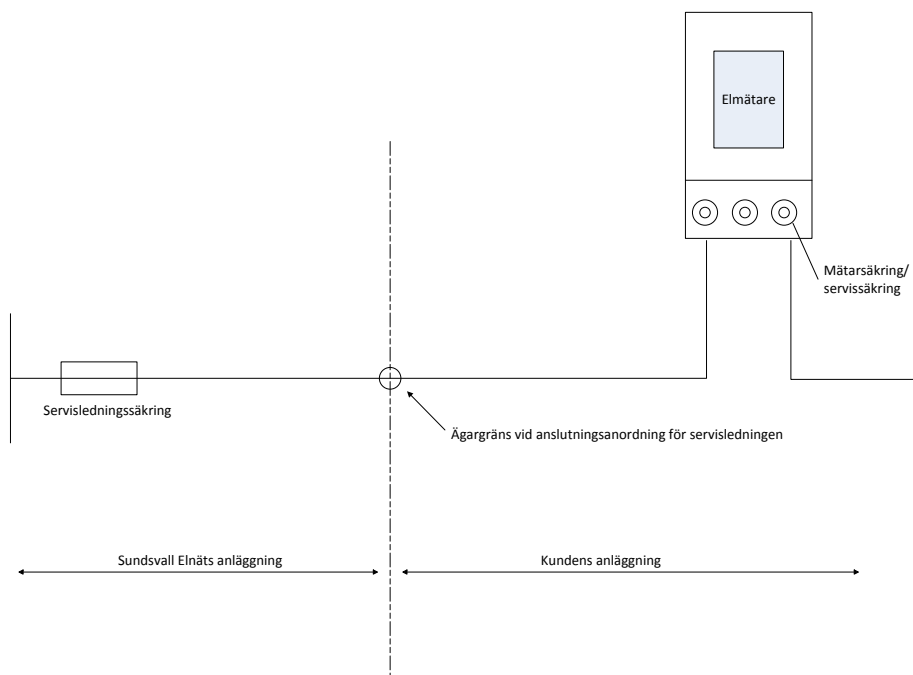 Elmätare
Mätarsäkring/
servissäkring
Servisledningssäkring
Ägargräns vid anslutningsanordning för servisledningen
Sundsvall Elnäts anläggning
Kundens anläggning